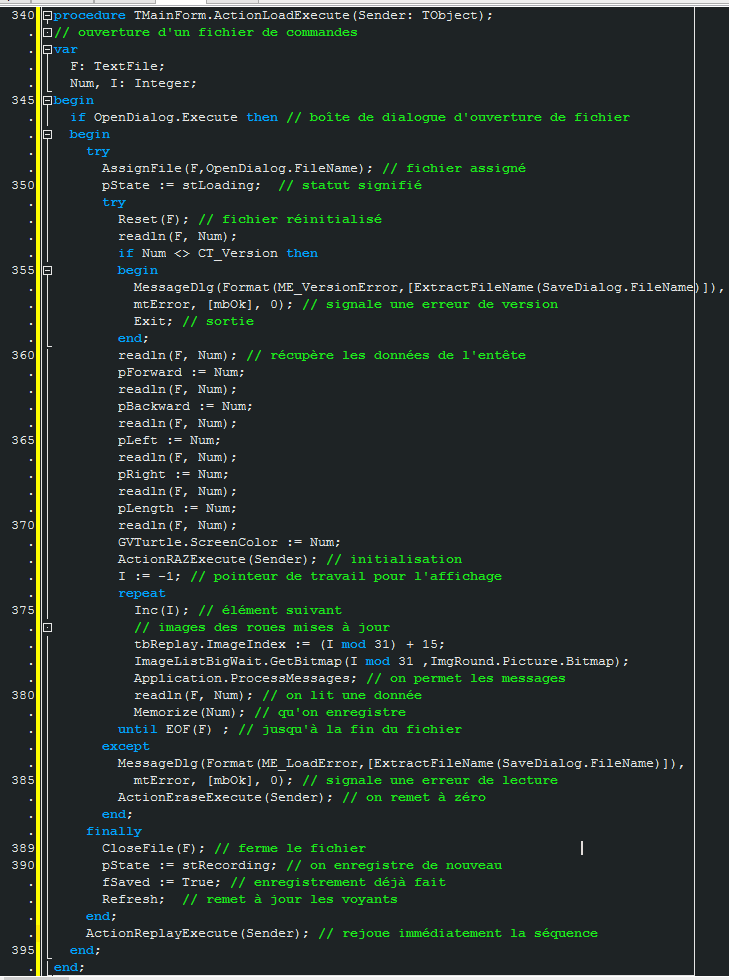 340 procedure TMainForm.ActionLoadExecute(Sender: TObject);
. // ouverture d'un fichier de commandes
. var
.   F: TextFile;
.   Num, I: Integer;
345 begin
.   if OpenDialog.Execute then // boîte de dialogue d'ouverture de fichier
.   begin
.     try
.       AssignFile(F,OpenDialog.FileName); // fichier assigné
350       pState := stLoading;  // statut signifié
.       try
.         Reset(F); // fichier réinitialisé
.         readln(F, Num);
.         if Num <> CT_Version then
355         begin
.           MessageDlg(Format(ME_VersionError,[ExtractFileName(SaveDialog.FileName)]),
.           mtError, [mbOk], 0); // signale une erreur de version
.           Exit; // sortie
.         end;
360         readln(F, Num); // récupère les données de l'entête
.         pForward := Num;
.         readln(F, Num);
.         pBackward := Num;
.         readln(F, Num);
365         pLeft := Num;
.         readln(F, Num);
.         pRight := Num;
.         readln(F, Num);
.         pLength := Num;
370         readln(F, Num);
.         GVTurtle.ScreenColor := Num;
.         ActionRAZExecute(Sender); // initialisation
.         I := -1; // pointeur de travail pour l'affichage
.         repeat
375           Inc(I); // élément suivant
.           // images des roues mises à jour
.           tbReplay.ImageIndex := (I mod 31) + 15;
.           ImageListBigWait.GetBitmap(I mod 31 ,ImgRound.Picture.Bitmap);
.           Application.ProcessMessages; // on permet les messages
380           readln(F, Num); // on lit une donnée
.           Memorize(Num); // qu'on enregistre
.         until EOF(F) ; // jusqu'à la fin du fichier
.       except
.         MessageDlg(Format(ME_LoadError,[ExtractFileName(SaveDialog.FileName)]),
385           mtError, [mbOk], 0); // signale une erreur de lecture
.         ActionEraseExecute(Sender); // on remet à zéro
.       end;
.     finally
389       CloseFile(F); // ferme le fichier
390       pState := stRecording; // on enregistre de nouveau
.       fSaved := True; // enregistrement déjà fait
.       Refresh;  // remet à jour les voyants
.     end;
.     ActionReplayExecute(Sender); // rejoue immédiatement la séquence
395   end;
. end;